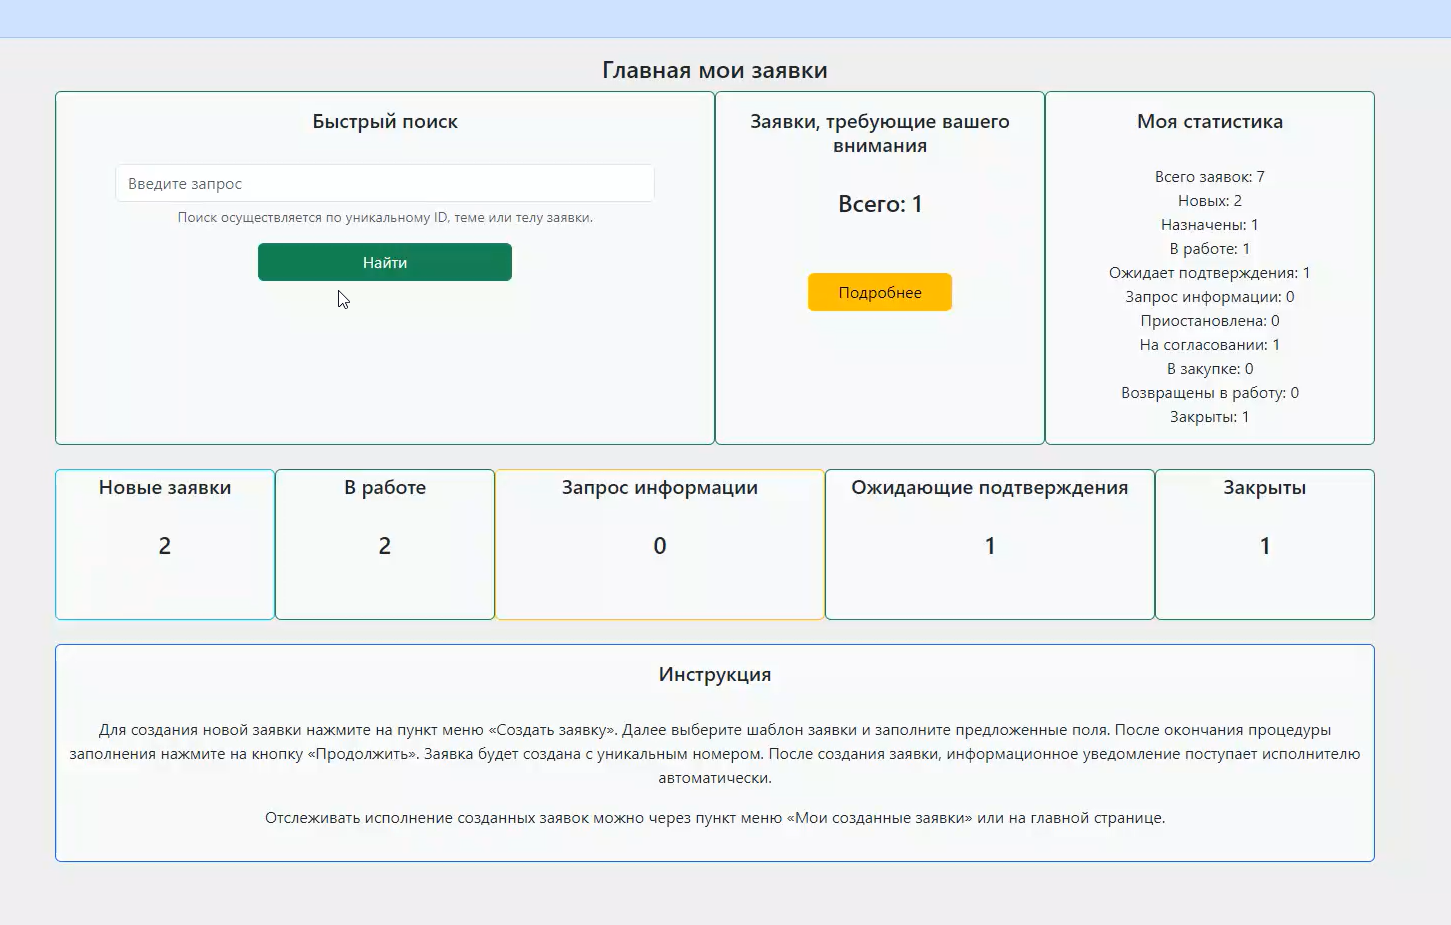 Главная мои заявки
Быстрый поиск
Введите запрос
Поиск осуществляется по уникальному ID, теме или телу заявки.
Найти
Заявки, требующие вашего
внимания
Всего: 1
Подробнее
Моя статистика
Всего заявок: 7
Новых: 2
Назначены: 1
В работе: 1
Ожидает подтверждения: 1
Запрос информации: 0
Приостановлена: 0
На согласовании: 1
В закупке: 0
Возвращены в работу: 0
Закрыты: 1
Новые заявки
2
В работе
2
Запрос информации
0
Ожидающие подтверждения
1
Закрыты
1
Инструкция
Для создания новой заявки нажмите на пункт меню «Создать заявку». Далее выберите шаблон заявки и заполните предложенные поля. После окончания процедуры
заполнения нажмите на кнопку «Продолжить». Заявка будет создана с уникальным номером. После создания заявки, информационное уведомление поступает исполнителю
автоматически.
Отслеживать исполнение созданных заявок можно через пункт меню «Мои созданные заявки» или на главной странице.